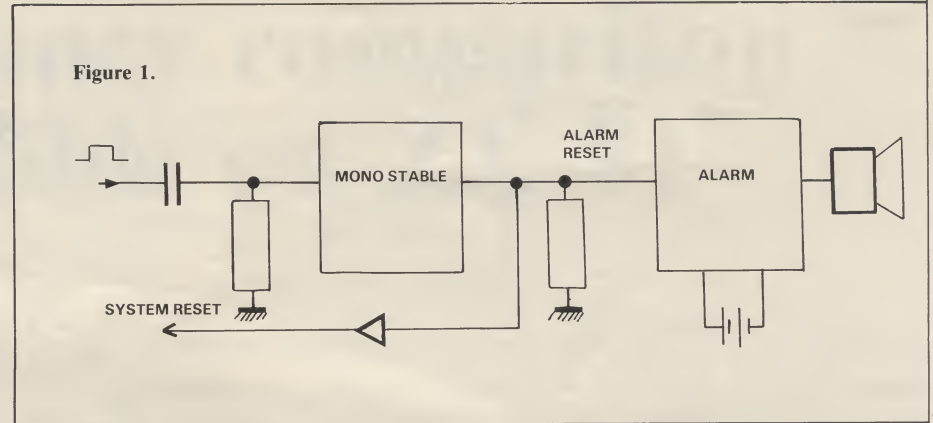 Figure 1.
ALARM
RESET
MONO STABLE
ALARM
SYSTEM RESET